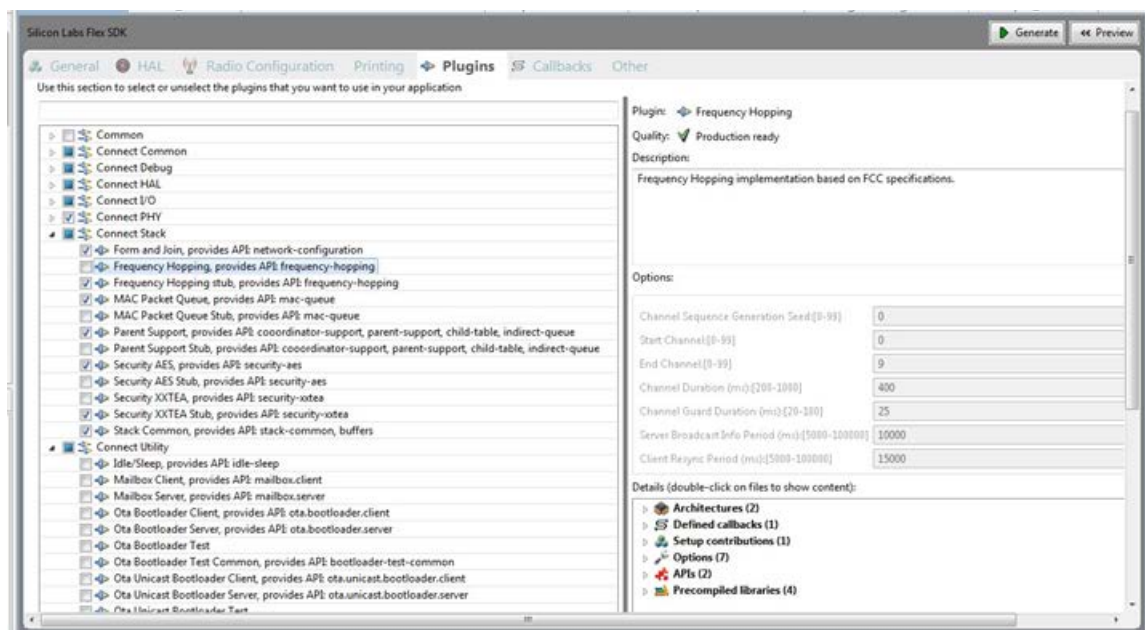 Silicon Labs Flex SDK
Generate
Preview
General HAL Radio Configuration Printing Plugins Callbacks Other
Use this section to select or unselect the plugins that you want to use in your application
Common
Connect Common
Connect Debug
Connect HAL
Connect I/O
Connect PHY
Connect Stack
Form and Join, provides API: network-configuration
Frequency Hopping, provides API: frequency-hopping
Frequency Hopping stub, provides API: frequency-hopping
MAC Packet Queue, provides API: mac-queue
MAC Packet Queue Stub, provides API: mac-queue
Parent Support, provides API: cooordinator-support, parent-support, child-table, indirect-queue
Parent Support Stub, provides API: cooordinator-support, parent-support, child-table, indirect-queue
Security AES, provides API: security-aes
Security AES Stub, provides API: security-aes
Security XXTEA, provides API: security-xxtea
Security XXTEA Stub, provides API: security-xxtea
Stack Common, provides API: stack-common, buffers
Connect Utility
Idle/Sleep, provides API: idle-sleep
Mailbox Client, provides API: mailbox.client
Mailbox Server, provides API: mailbox.server
Ota Bootloader Client, provides API: ota.bootloader.client
Ota Bootloader Server, provides API: ota.bootloader.server
Ota Bootloader Test
Ota Bootloader Test Common, provides API: bootloader-test-common
Ota Unicast Bootloader Client, provides API: ota.unicast.bootloader.client
Ota Unicast Bootloader Server, provides API: ota.unicast.bootloader.server
Ota Unicast Bootloader Test
Plugin: Frequency Hopping
Quality: Production ready
Description:
Frequency Hopping implementation based on FCC specifications.
Options:
Channel Sequence Generation Seed:[0-99] 0
Start Channel:[0-99] 0
End Channel:[0-99] 9
Channel Duration (ms):[200-1000] 400
Channel Guard Duration (ms):[20-100] 25
Server Broadcast Info Period (ms):[5000-100000] 10000
Client Resync Period (ms):[5000-100000] 15000
Details (double-click on files to show content):
Architectures (2)
Defined callbacks (1)
Setup contributions (1)
Options (7)
APIs (2)
Precompiled libraries (4)